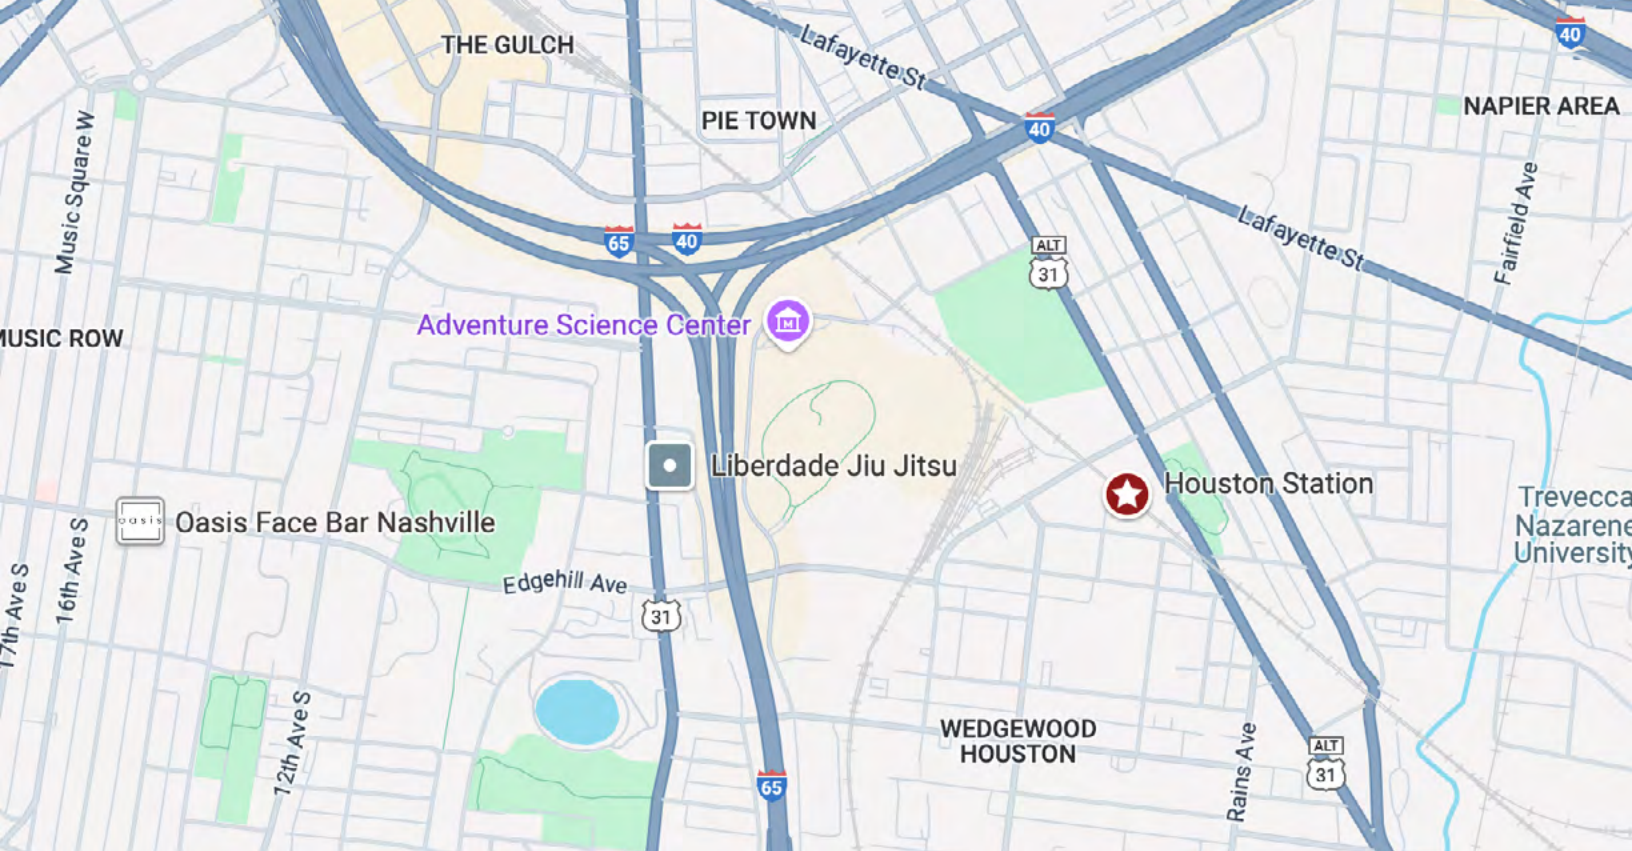 40
THE GULCH
Lafayette St
NAPIER AREA
PIE TOWN
40
Music Square W
Fairfield Ave
Lafayette St
65
40
ALT
31
Adventure Science Center
M
MUSIC ROW
Liberdade Jiu Jitsu
Houston Station
oasis
Oasis Face Bar Nashville
Trevecca
Nazarene
University
Edgehill Ave
17th Ave S
16th Ave S
31
12th Ave S
WEDGEWOOD
HOUSTON
Rains Ave
ALT
31
65